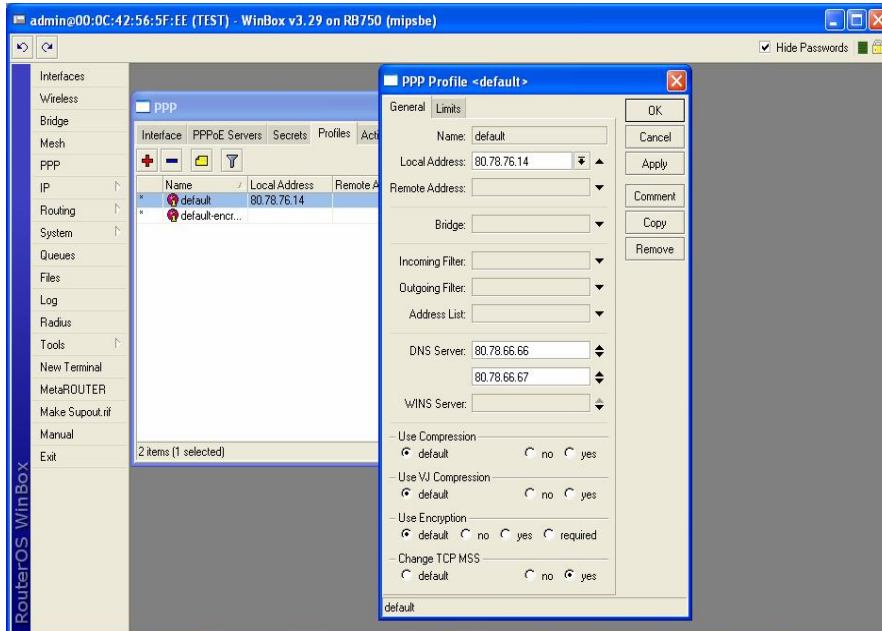 admin@00:0C:42:56:5F:EE (TEST) - WinBox v3.29 on RB750 (mipsbe)
Hide Passwords
RouterOS WinBox
Interfaces
Wireless
Bridge
Mesh
PPP
IP
Routing
System
Queues
Files
Log
Radius
Tools
New Terminal
MetaROUTER
Make Supout.rif
Manual
Exit
PPP
Interface PPPoE Servers Secrets Profiles Acti
Name Local Address Remote A
* default 80.78.76.14
* default-encr...
2 items (1 selected)
PPP Profile <default>
General Limits
Name: default
Local Address: 80.78.76.14
Remote Address:
Bridge:
Incoming Filter:
Outgoing Filter:
Address List:
DNS Server: 80.78.66.66
80.78.66.67
WINS Server:
Use Compression
default no yes
Use VJ Compression
default no yes
Use Encryption
default no yes required
Change TCP MSS
default no yes
default
OK
Cancel
Apply
Comment
Copy
Remove